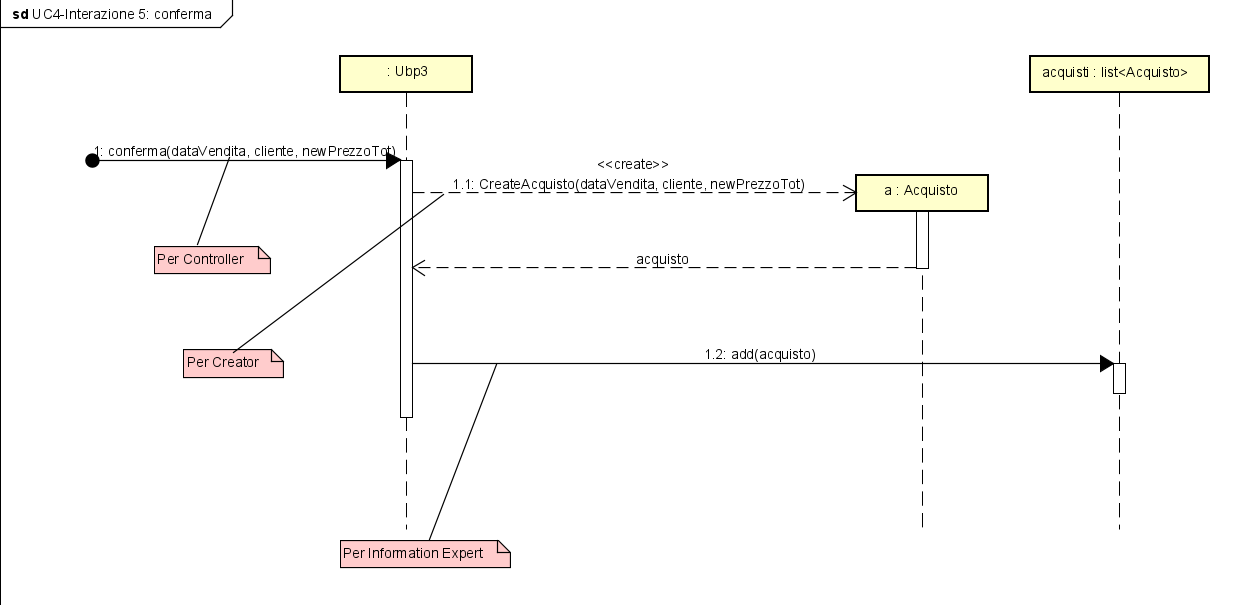 sd UC4-Interazione 5: conferma
: Ubp3
acquisti : list<Acquisto>
1: conferma(dataVendita, cliente, newPrezzoTot)
<<create>>
1.1: CreateAcquisto(dataVendita, cliente, newPrezzoTot)
a : Acquisto
Per Controller
acquisto
1.2: add(acquisto)
Per Creator
Per Information Expert